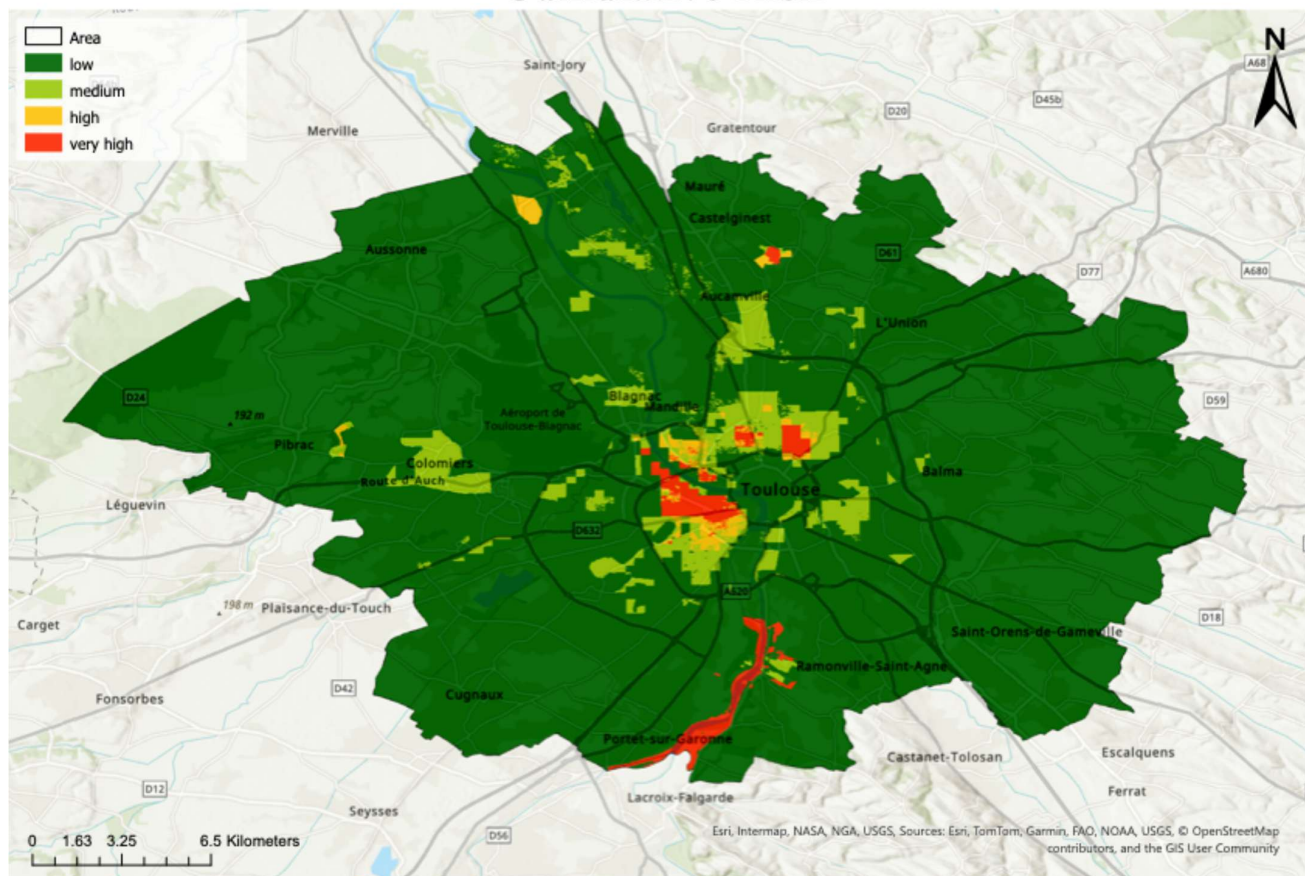 Area
low
medium
high
very high
N
Saint-Jory
A68
D45b
D20
Merville
Gratentour
Mauré
Castelginest
Aussonne
D61
D77
A680
Aucamville
L'Union
D24
192 m
Blagnac
Mandille
D59
Aéroport de
Toulouse-Blagnac
Pibrac
Colomiers
Route d'Auch
Balma
Toulouse
Léguevin
D632
A620
198 m
Plaisance-du-Touch
D18
Carget
Saint-Orens-de-Gameville
Ramonville-Saint-Agne
D42
Cugnaux
Fonsorbes
Portet-sur-Garonne
Castanet-Tolosan
Escalquens
D12
Ferrat
Lacroix-Falgarde
Seysses
D56
0 1.63 3.25 6.5 Kilometers
Esri, Intermap, NASA, NGA, USGS, Sources: Esri, TomTom, Garmin, FAO, NOAA, USGS, © OpenStreetMap
contributors, and the GIS User Community